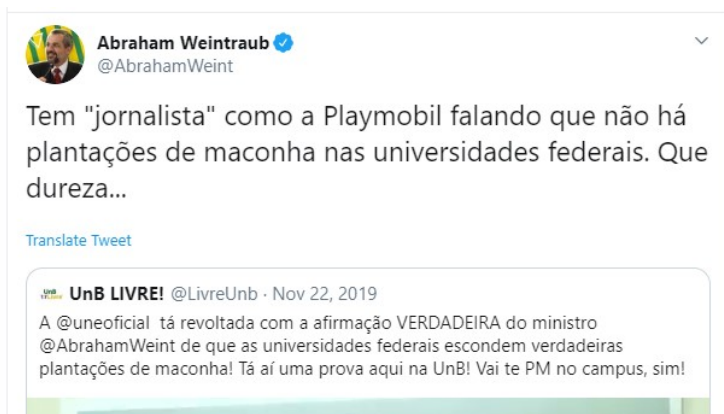 Abraham Weintraub
@AbrahamWeint
Tem "jornalista" como a Playmobil falando que não há
plantações de maconha nas universidades federais. Que
dureza...
Translate Tweet
UnB LIVRE! @LivreUnb · Nov 22, 2019
A @uneoficial tá revoltada com a afirmação VERDADEIRA do ministro
@AbrahamWeint de que as universidades federais escondem verdadeiras
plantações de maconha! Tá aí uma prova aqui na UnB! Vai te PM no campus, sim!